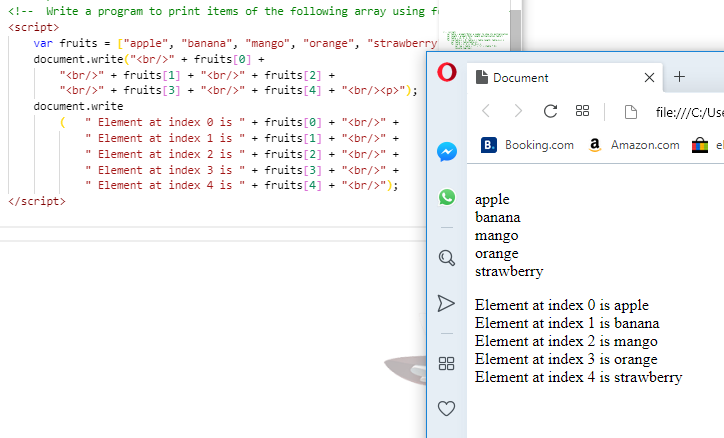 <!--  Write a program to print items of the following array using f
<script>
    var fruits = ["apple", "banana", "mango", "orange", "strawberry
    document.write("<br/>" + fruits[0] +
        "<br/>" + fruits[1] + "<br/>" + fruits[2] +
        "<br/>" + fruits[3] + "<br/>" + fruits[4] + "<br/><p>");
    document.write
        (   " Element at index 0 is " + fruits[0] + "<br/>" +
            " Element at index 1 is " + fruits[1] + "<br/>" +
            " Element at index 2 is " + fruits[2] + "<br/>" +
            " Element at index 3 is " + fruits[3] + "<br/>" +
            " Element at index 4 is " + fruits[4] + "<br/>");
</script>
Document
file:///C:/Use
B. Booking.com a Amazon.com el
apple
banana
mango
orange
strawberry
Element at index 0 is apple
Element at index 1 is banana
Element at index 2 is mango
Element at index 3 is orange
Element at index 4 is strawberry